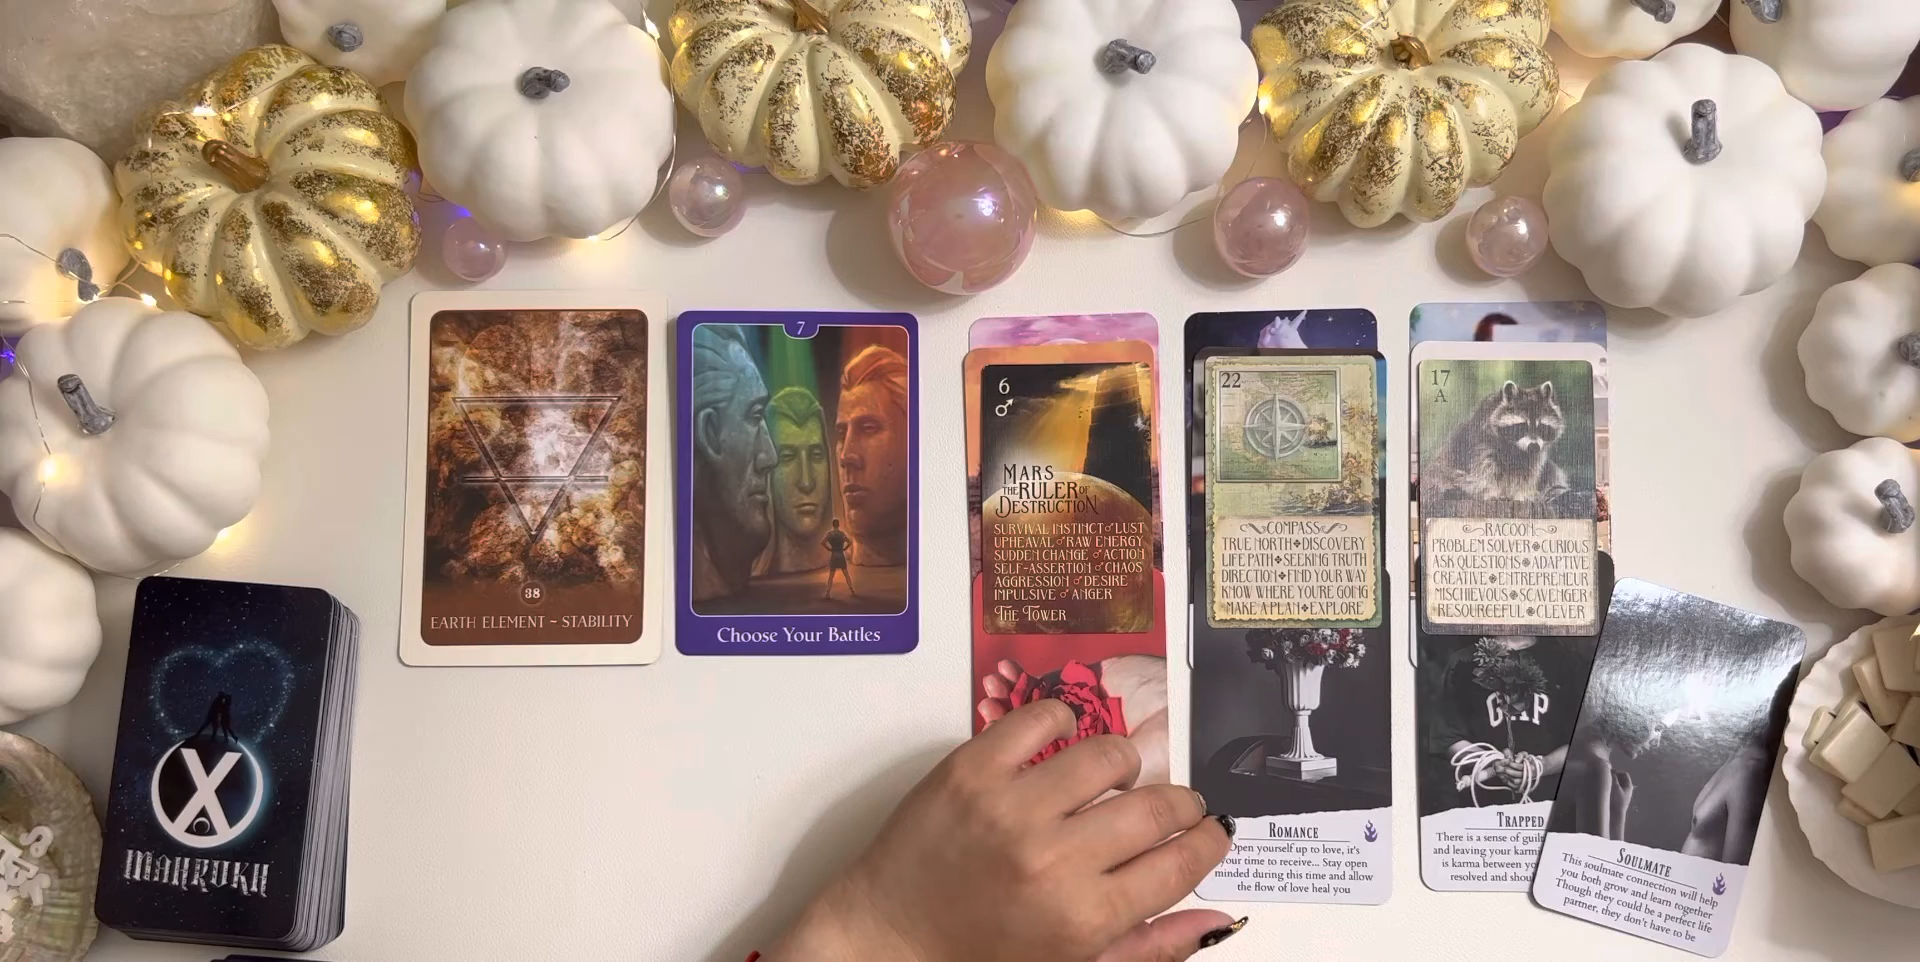 38
EARTH ELEMENT ~ STABILITY
7
Choose Your Battles
6
MARS
THE RULER OF
DESTRUCTION
SURVIVAL INSTINCT♂LUST
UPHEAVAL♂RAW ENERGY
SUDDEN CHANGE♂ACTION
SELF-ASSERTION♂CHAOS
AGGRESSION♂DESIRE
IMPULSIVE♂ANGER
THE TOWER
22
COMPASS
TRUE NORTH❖DISCOVERY
LIFE PATH❖SEEKING TRUTH
DIRECTION❖FIND YOUR WAY
KNOW WHERE YOU'RE GOING
MAKE A PLAN❖EXPLORE
17
A
RACOON
PROBLEM SOLVER❋CURIOUS
ASK QUESTIONS❋ADAPTIVE
CREATIVE❋ENTREPRENEUR
MISCHIEVOUS❋SCAVENGER
RESOURCEFUL❋CLEVER
X
MAHRUKH
ROMANCE
Open yourself up to love, it's
your time to receive... Stay open
minded during this time and allow
the flow of love heal you
GAP
TRAPPED
There is a sense of guil
and leaving your karmi
is karma between yo
resolved and shou
SOULMATE
This soulmate connection will help
you both grow and learn together
Though they could be a perfect life
partner, they don't have to be